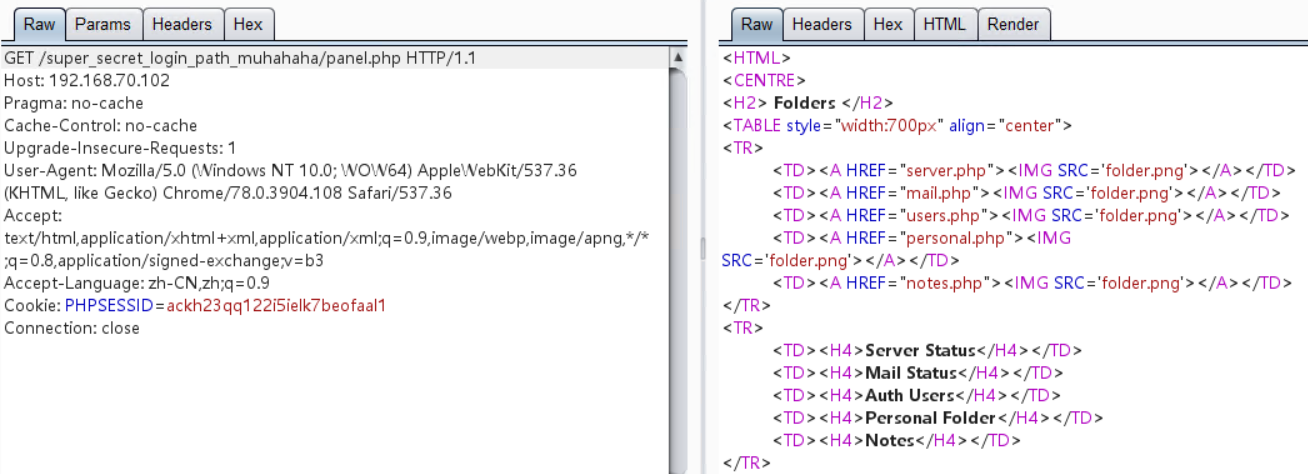 Raw Params Headers Hex
GET /super_secret_login_path_muhahaha/panel.php HTTP/1.1
Host: 192.168.70.102
Pragma: no-cache
Cache-Control: no-cache
Upgrade-Insecure-Requests: 1
User-Agent: Mozilla/5.0 (Windows NT 10.0; WOW64) AppleWebKit/537.36
(KHTML, like Gecko) Chrome/78.0.3904.108 Safari/537.36
Accept:
text/html,application/xhtml+xml,application/xml;q=0.9,image/webp,image/apng,*/*
;q=0.8,application/signed-exchange;v=b3
Accept-Language: zh-CN,zh;q=0.9
Cookie: PHPSESSID=ackh23qq122i5ielk7beofaal1
Connection: close
Raw Headers Hex HTML Render
<HTML>
<CENTRE>
<H2> Folders </H2>
<TABLE style="width:700px" align="center">
<TR>
<TD><A HREF="server.php"><IMG SRC='folder.png'></A></TD>
<TD><A HREF="mail.php"><IMG SRC='folder.png'></A></TD>
<TD><A HREF="users.php"><IMG SRC='folder.png'></A></TD>
<TD><A HREF="personal.php"><IMG
SRC='folder.png'></A></TD>
<TD><A HREF="notes.php"><IMG SRC='folder.png'></A></TD>
</TR>
<TR>
<TD><H4>Server Status</H4></TD>
<TD><H4>Mail Status</H4></TD>
<TD><H4>Auth Users</H4></TD>
<TD><H4>Personal Folder</H4></TD>
<TD><H4>Notes</H4></TD>
</TR>